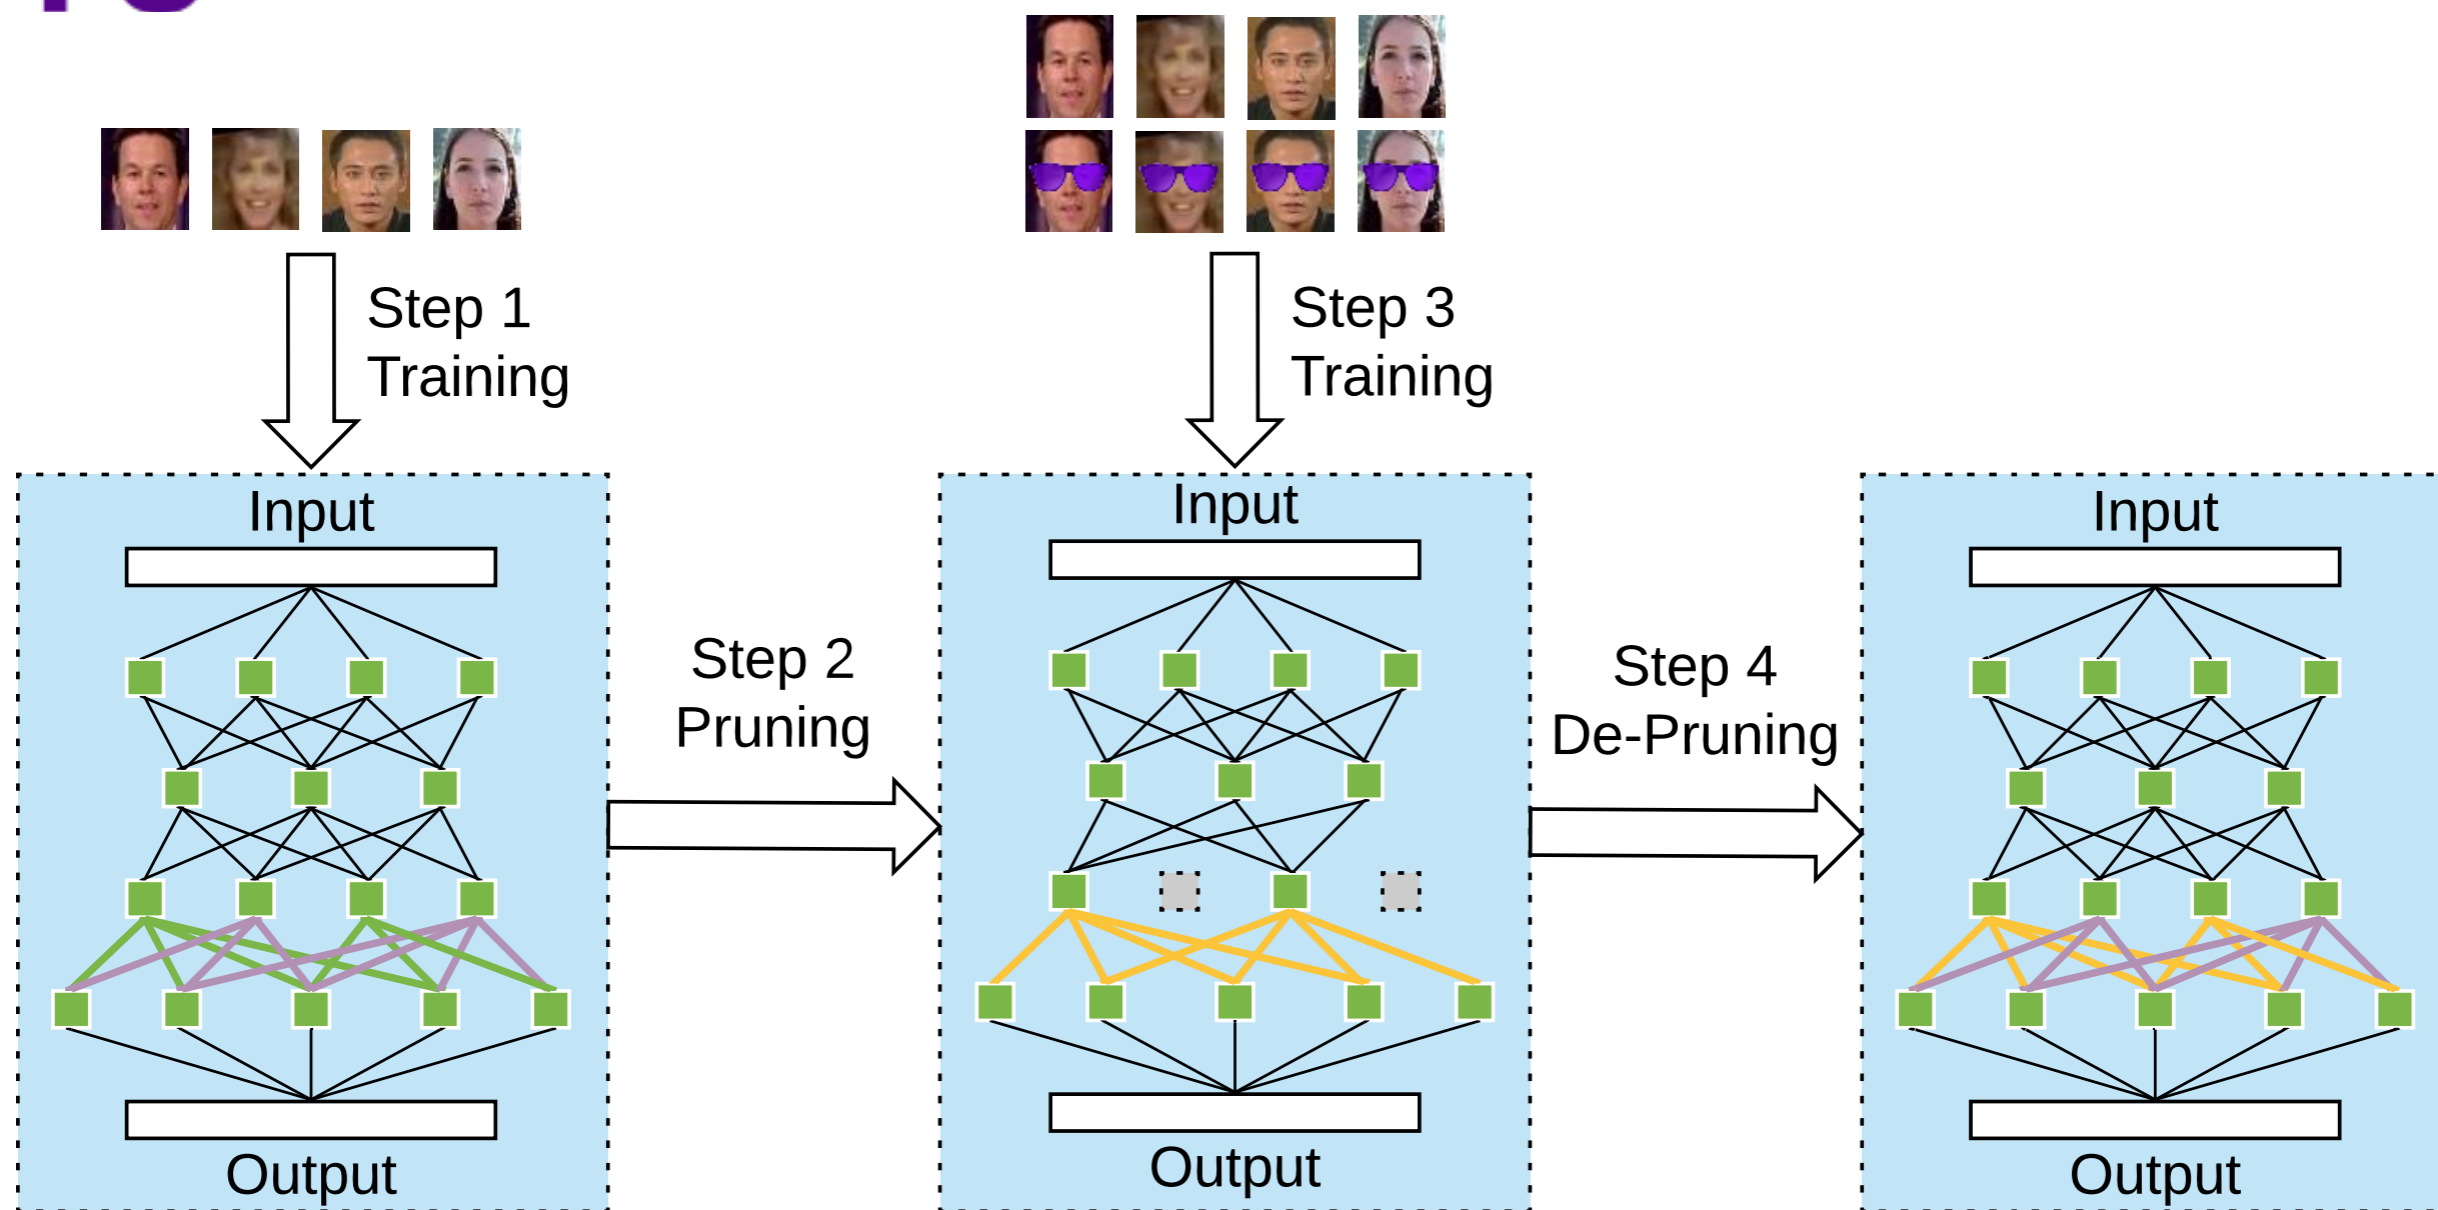 Step 1
Training
Step 3
Training
Input
Input
Input
Step 2
Pruning
Step 4
De-Pruning
Output
Output
Output